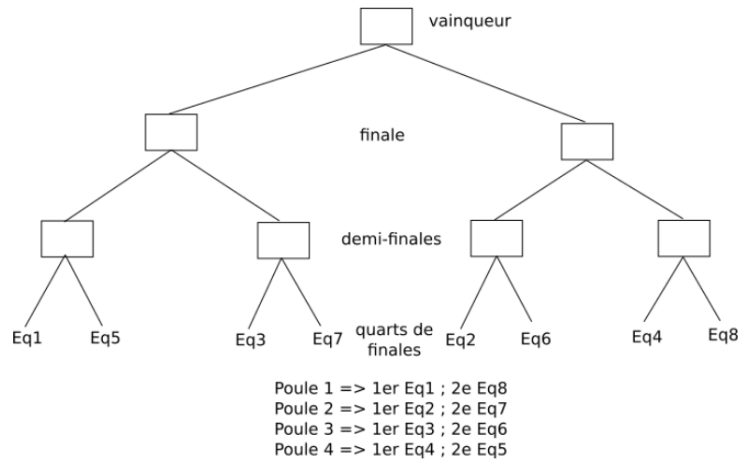 vainqueur
finale
demi-finales
Eq1 Eq5 Eq3 Eq7 quarts de finales Eq2 Eq6 Eq4 Eq8
Poule 1 => 1er Eq1 ; 2e Eq8
Poule 2 => 1er Eq2 ; 2e Eq7
Poule 3 => 1er Eq3 ; 2e Eq6
Poule 4 => 1er Eq4 ; 2e Eq5